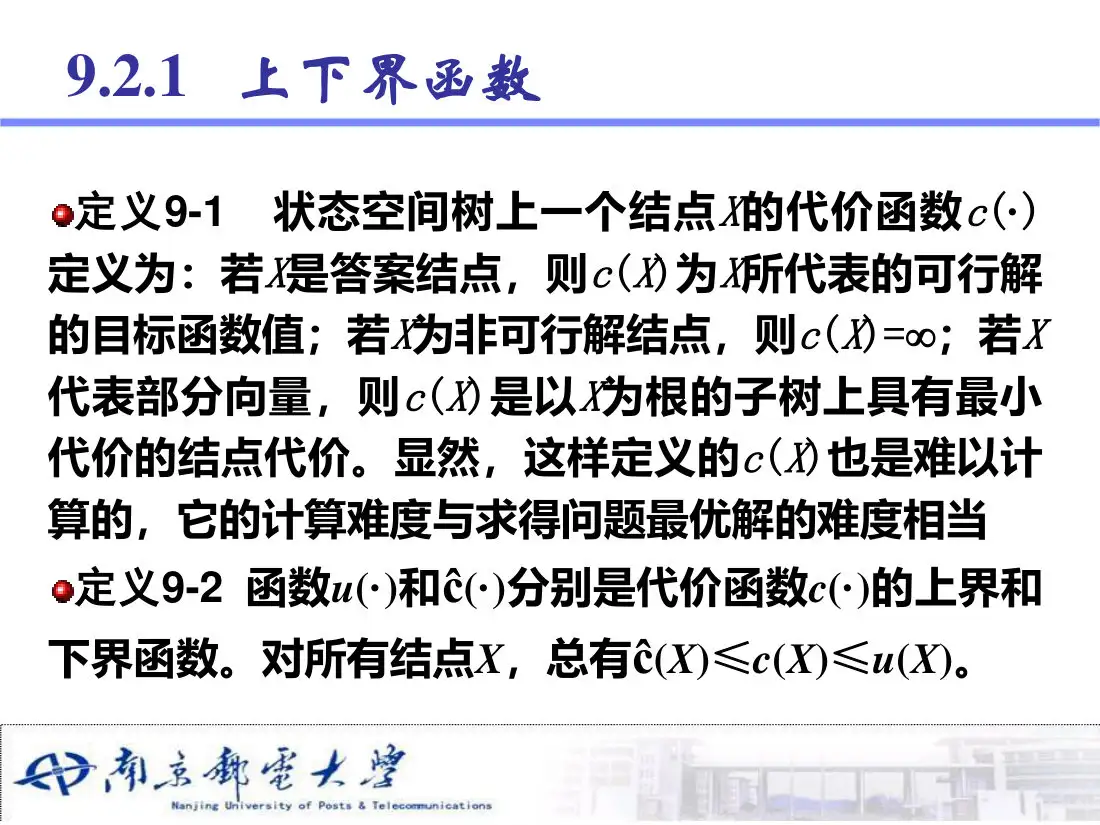 9.2.1 上下界函数
定义9-1 状态空间树上一个结点X的代价函数c(·)
定义为：若X是答案结点，则c(X)为X所代表的可行解
的目标函数值；若X为非可行解结点，则c(X)=∞；若X
代表部分向量，则c(X)是以X为根的子树上具有最小
代价的结点代价。显然，这样定义的c(X)也是难以计
算的，它的计算难度与求得问题最优解的难度相当
定义9-2 函数u(·)和ĉ(·)分别是代价函数c(·)的上界和
下界函数。对所有结点X，总有ĉ(X)≤c(X)≤u(X)。
南京郵電大學
Nanjing University of Posts & Telecommunications